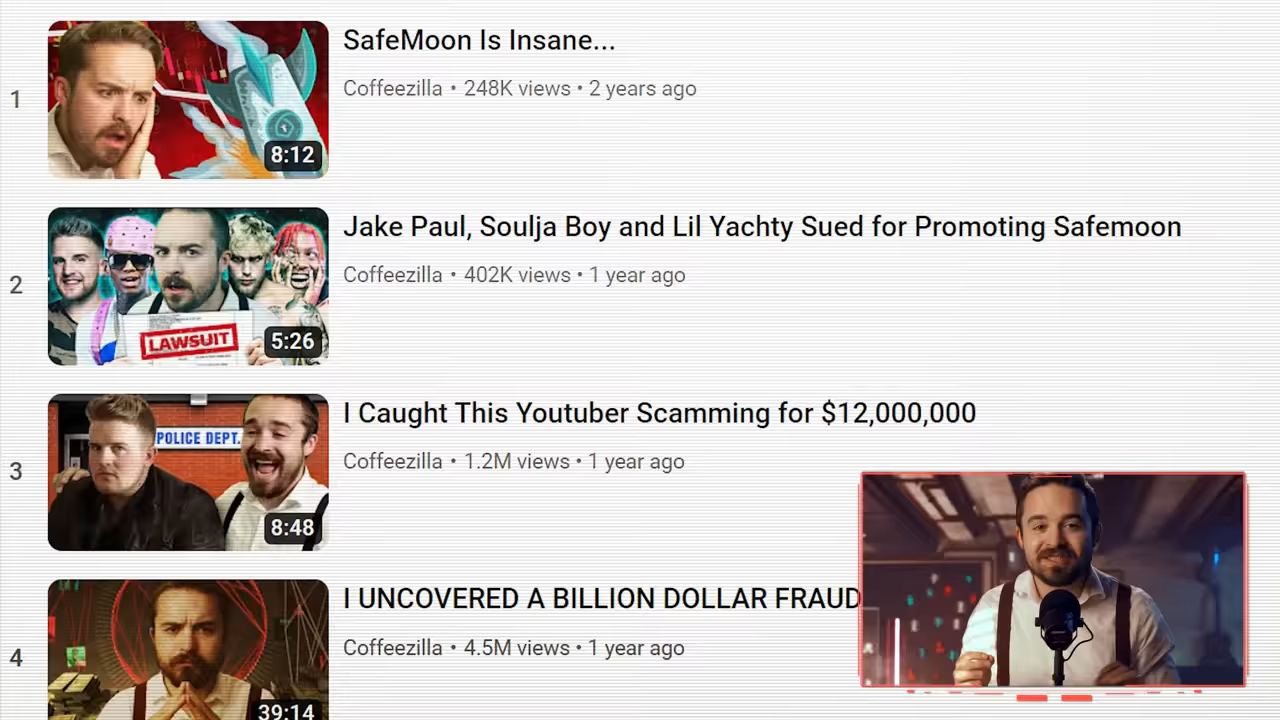 1
SafeMoon Is Insane...
Coffeezilla • 248K views • 2 years ago
8:12
2
Jake Paul, Soulja Boy and Lil Yachty Sued for Promoting Safemoon
Coffeezilla • 402K views • 1 year ago
LAWSUIT
5:26
3
I Caught This Youtuber Scamming for $12,000,000
Coffeezilla • 1.2M views • 1 year ago
POLICE DEPT.
8:48
4
I UNCOVERED A BILLION DOLLAR FRAUD
Coffeezilla • 4.5M views • 1 year ago
39:14